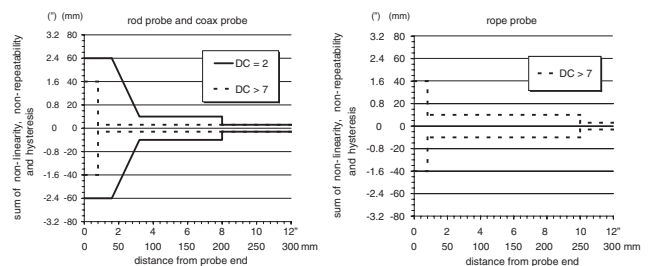 (") (mm) rod probe and coax probe
3.2 80
2.4 60
1.6 40
0.8 20
0 0
-0.8 -20
-1.6 -40
-2.4 -60
-3.2 -80
DC = 2
DC > 7
sum of non-linearity, non-repeatability
and hysteresis
0 2 4 6 8 10 12"
0 50 100 150 200 250 300 mm
distance from probe end
(") (mm) rope probe
3.2 80
2.4 60
1.6 40
0.8 20
0 0
-0.8 -20
-1.6 -40
-2.4 -60
-3.2 -80
DC > 7
sum of non-linearity, non-repeatability
and hysteresis
0 2 4 6 8 10 12"
0 50 100 150 200 250 300 mm
distance from probe end